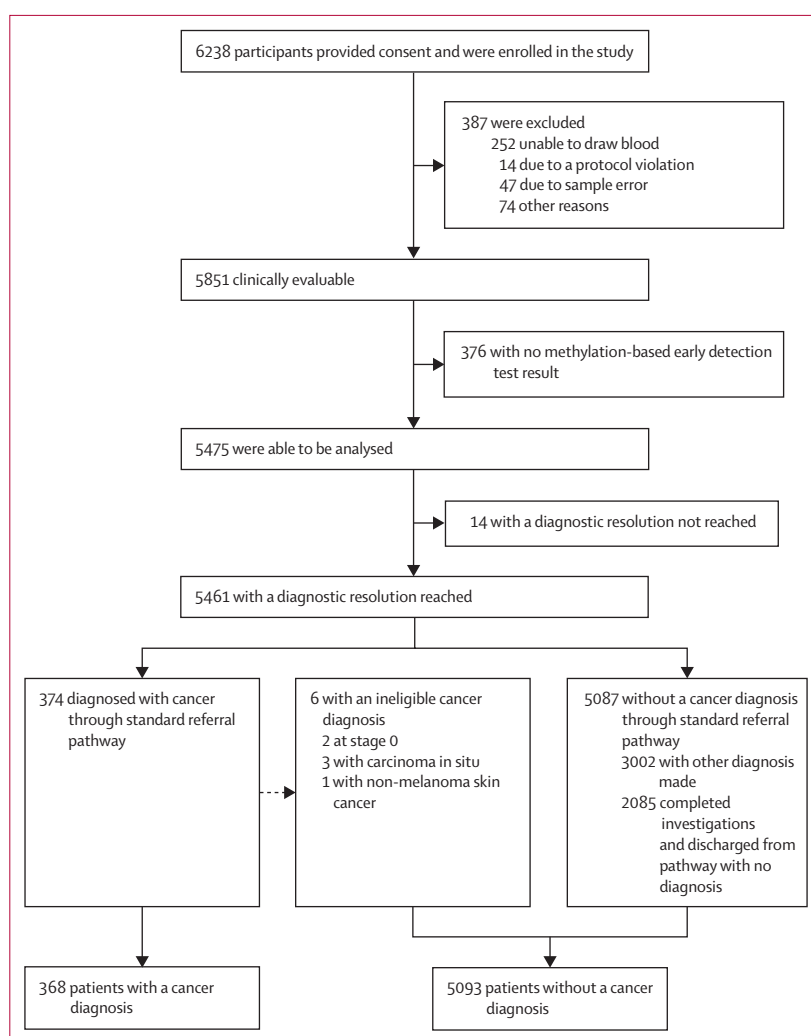 6238 participants provided consent and were enrolled in the study
387 were excluded
252 unable to draw blood
14 due to a protocol violation
47 due to sample error
74 other reasons
5851 clinically evaluable
376 with no methylation-based early detection
test result
5475 were able to be analysed
14 with a diagnostic resolution not reached
5461 with a diagnostic resolution reached
374 diagnosed with cancer
through standard referral
pathway
6 with an ineligible cancer
diagnosis
2 at stage 0
3 with carcinoma in situ
1 with non-melanoma skin
cancer
5087 without a cancer diagnosis
through standard referral
pathway
3002 with other diagnosis
made
2085 completed
investigations
and discharged from
pathway with no
diagnosis
368 patients with a cancer
diagnosis
5093 patients without a cancer
diagnosis